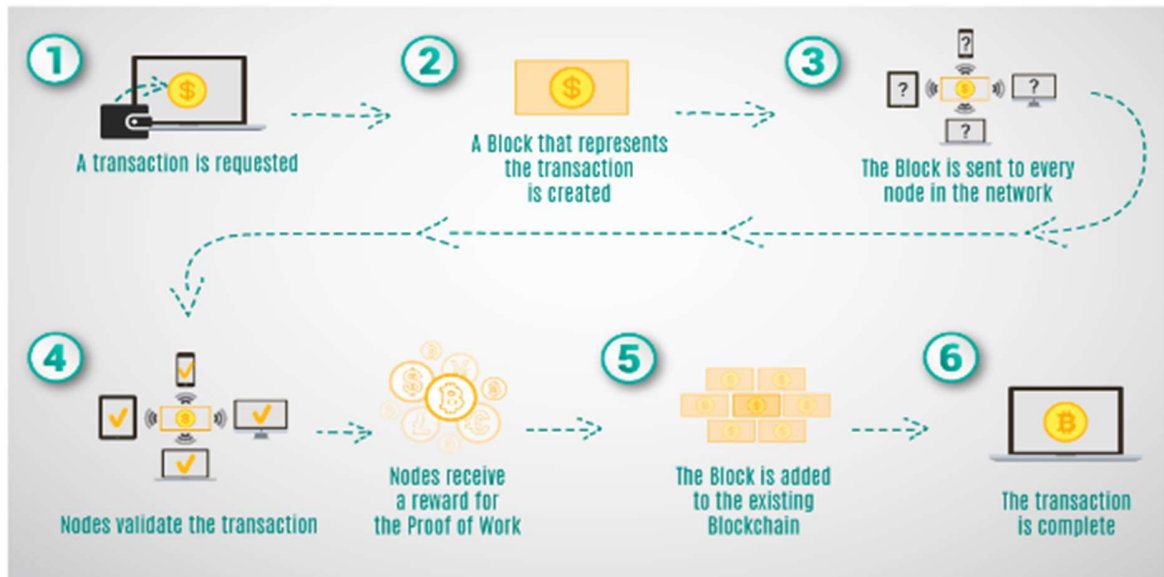 1
A transaction is requested
2
A Block that represents
the transaction
is created
3
The Block is sent to every
node in the network
4
Nodes validate the transaction
Nodes receive
a reward for
the Proof of Work
5
The Block is added
to the existing
Blockchain
6
The transaction
is complete